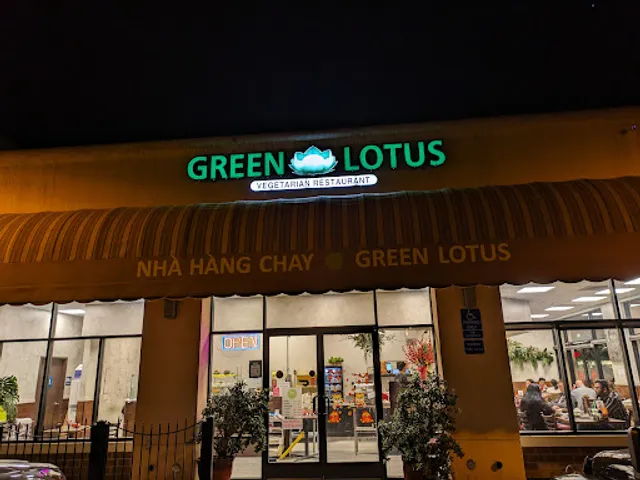 GREEN LOTUS
VEGETARIAN RESTAURANT
NHÀ HÀNG CHAY GREEN LOTUS
OPEN